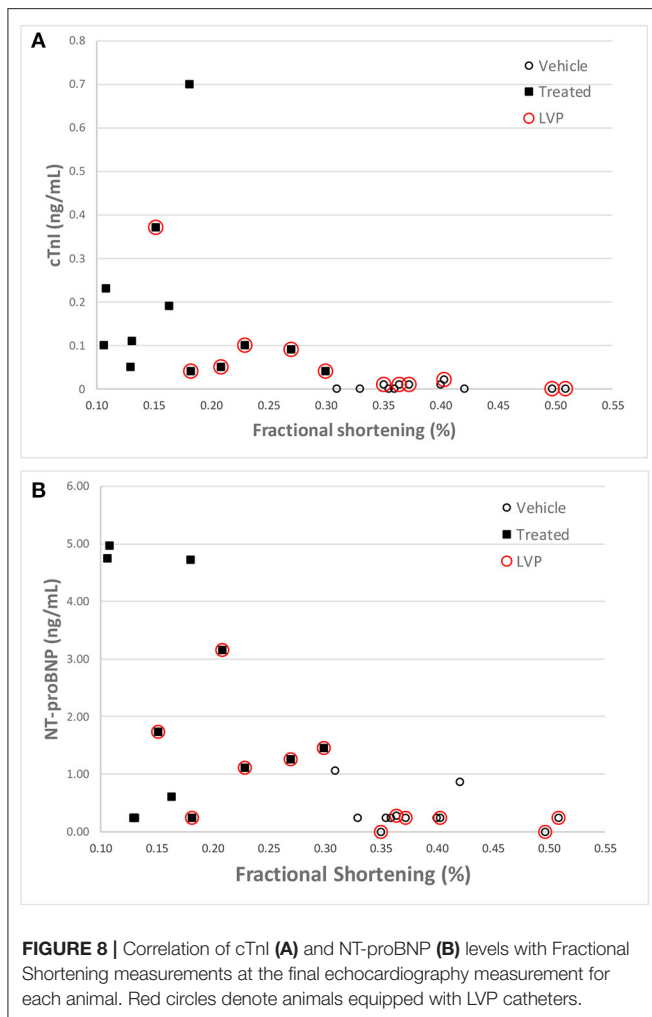 A
0.8
0.7
0.6
0.5
0.4
0.3
0.2
0.1
0
cTnI (ng/mL)
Vehicle
Treated
LVP
0.10 0.15 0.20 0.25 0.30 0.35 0.40 0.45 0.50 0.55
Fractional shortening (%)
B
6.00
5.00
4.00
3.00
2.00
1.00
0.00
NT-proBNP (ng/mL)
Vehicle
Treated
LVP
0.10 0.15 0.20 0.25 0.30 0.35 0.40 0.45 0.50 0.55
Fractional Shortening (%)
FIGURE 8 | Correlation of cTnI (A) and NT-proBNP (B) levels with Fractional
Shortening measurements at the final echocardiography measurement for
each animal. Red circles denote animals equipped with LVP catheters.